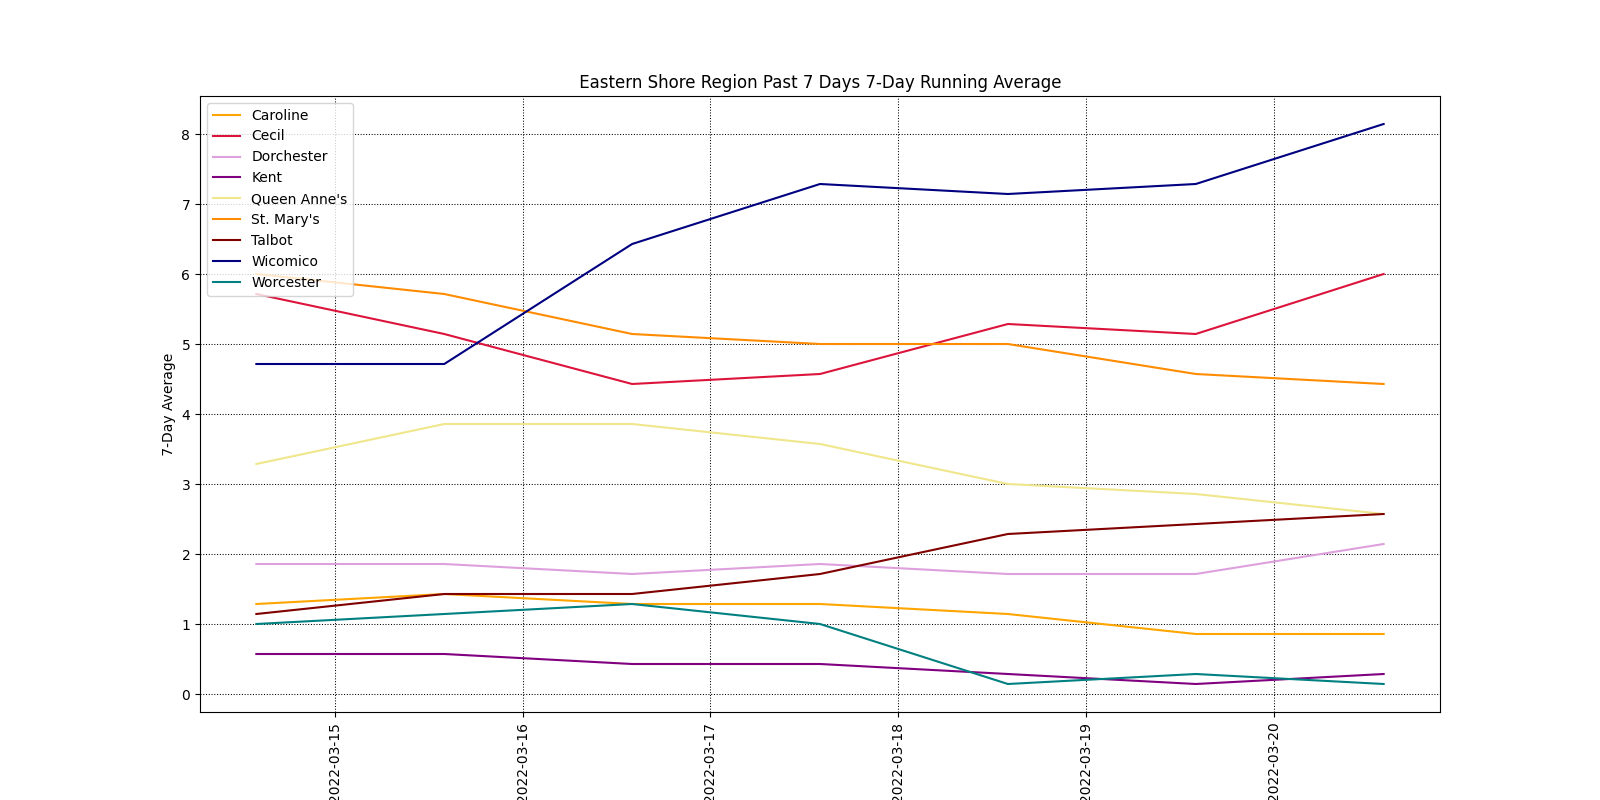 Eastern Shore Region Past 7 Days 7-Day Running Average
Caroline
Cecil
Dorchester
Kent
Queen Anne's
St. Mary's
Talbot
Wicomico
Worcester
7-Day Average
8
7
6
5
4
3
2
1
0
2022-03-15
2022-03-16
2022-03-17
2022-03-18
2022-03-19
2022-03-20